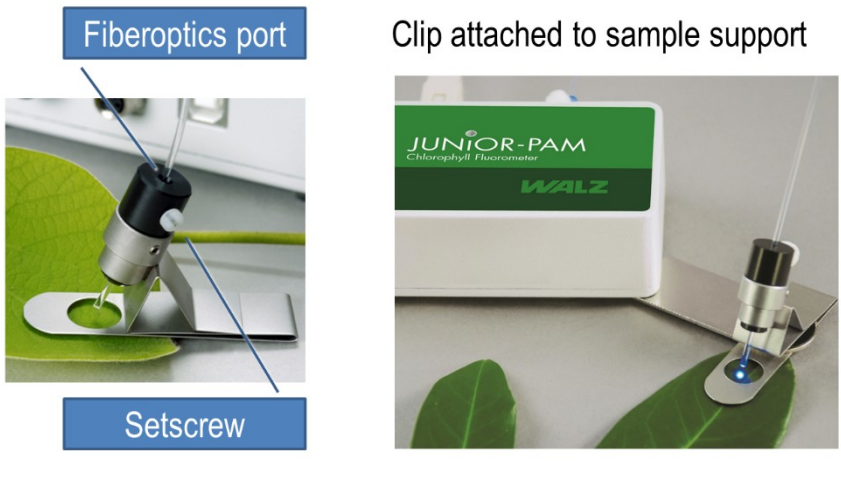 Fiberoptics port
Clip attached to sample support
JUNIOR-PAM
Chlorophyll Fluorometer
WALZ
Setscrew